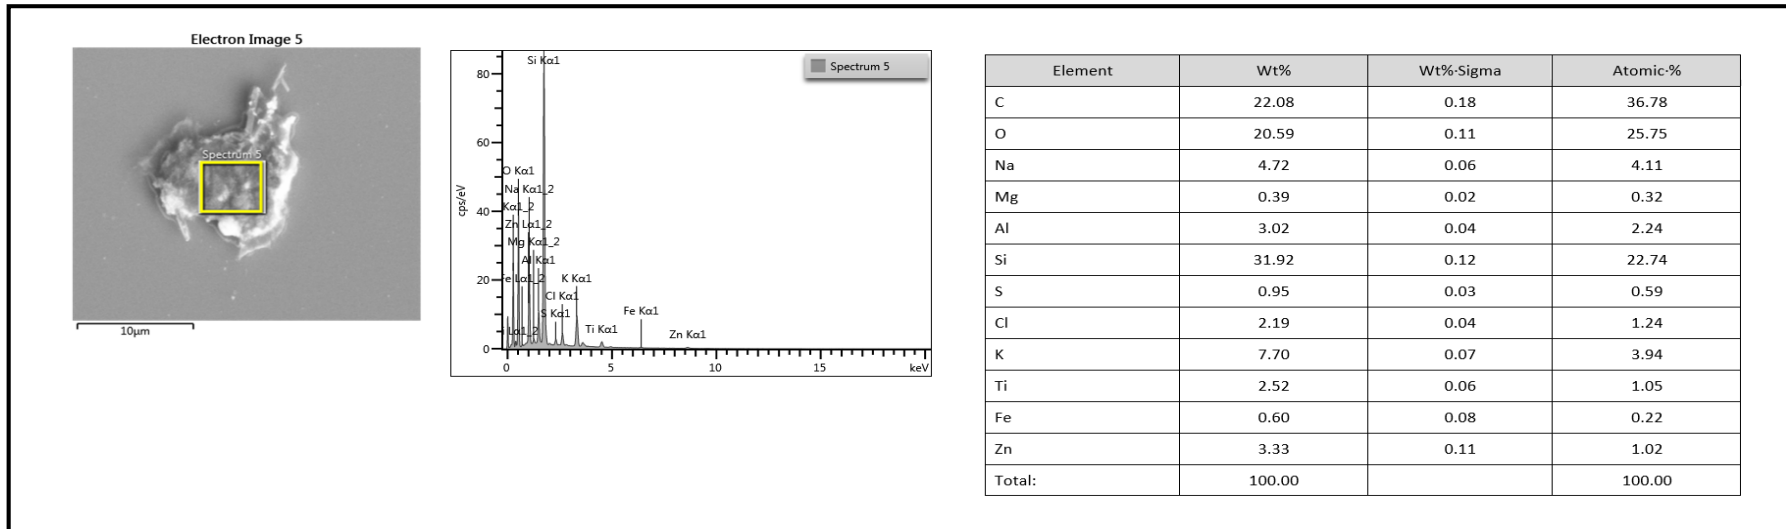 Electron Image 5
Spectrum 5
10µm
Spectrum 5
cps/eV
80
60
40
20
0
Si Kα1
O Kα1
Na Kα1_2
Kα1_2
Zn Lα1_2
Mg Kα1_2
Al Kα1
Fe Lα1_2
K Kα1
Cl Kα1
S Kα1
Ti Kα1
Fe Kα1
Zn Kα1
0 5 10 15 keV
Element Wt% Wt%·Sigma Atomic·%
C 22.08 0.18 36.78
O 20.59 0.11 25.75
Na 4.72 0.06 4.11
Mg 0.39 0.02 0.32
Al 3.02 0.04 2.24
Si 31.92 0.12 22.74
S 0.95 0.03 0.59
Cl 2.19 0.04 1.24
K 7.70 0.07 3.94
Ti 2.52 0.06 1.05
Fe 0.60 0.08 0.22
Zn 3.33 0.11 1.02
Total: 100.00 100.00